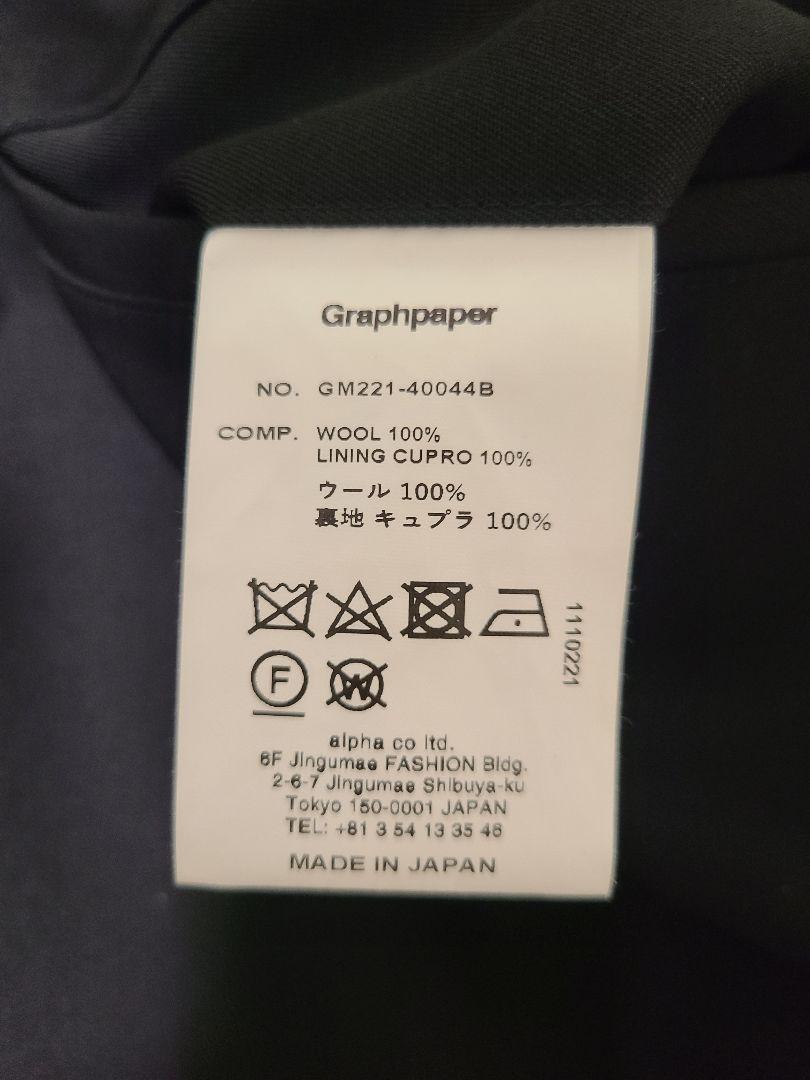 Graphpaper
NO. GM221-40044B
COMP. WOOL 100%
LINING CUPRO 100%
ウール 100%
裏地 キュプラ 100%
1110221
F
W
alpha co ltd.
6F Jingumae FASHION Bldg.
2-6-7 Jingumae Shibuya-ku
Tokyo 150-0001 JAPAN
TEL: +81 3 54 13 35 46
MADE IN JAPAN